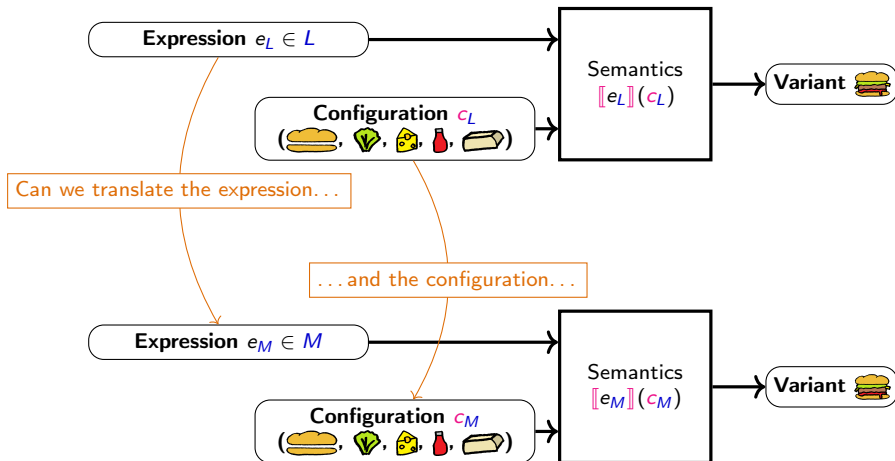 Expression e_L ∈ L
Semantics
⟦e_L⟧(c_L)
Variant
Configuration c_L
( , , , , )
Can we translate the expression...
...and the configuration...
Expression e_M ∈ M
Semantics
⟦e_M⟧(c_M)
Variant
Configuration c_M
( , , , , )